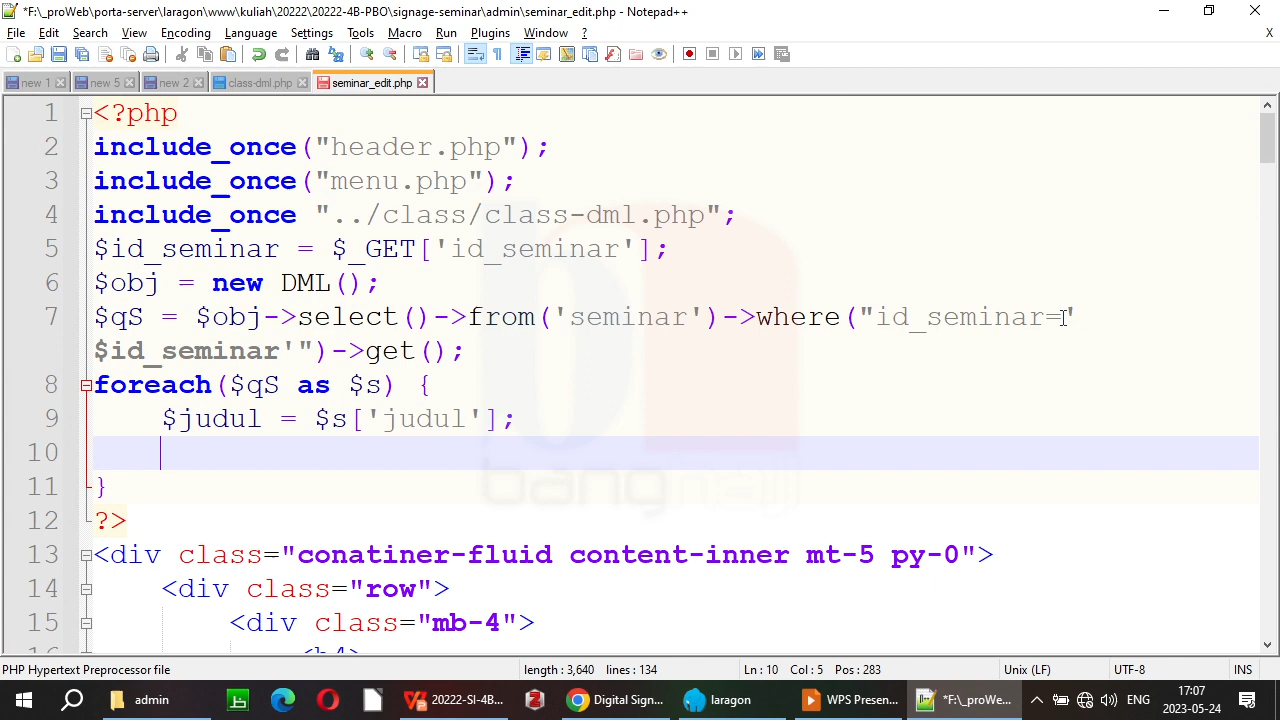 *F:\_proWeb\porta-server\laragon\www\kuliah\20222\20222-4B-PBO\signage-seminar\admin\seminar_edit.php - Notepad++
File Edit Search View Encoding Language Settings Tools Macro Run Plugins Window ? X
new 1 new 5 new 2 class-dml.php seminar_edit.php
1 <?php
2 include_once("header.php");
3 include_once("menu.php");
4 include_once "../class/class-dml.php";
5 $id_seminar = $_GET['id_seminar'];
6 $obj = new DML();
7 $qS = $obj->select()->from('seminar')->where("id_seminar='
$id_seminar'")->get();
8 foreach($qS as $s) {
9 $judul = $s['judul'];
10
11 }
12 ?>
13 <div class="conatiner-fluid content-inner mt-5 py-0">
14 <div class="row">
15 <div class="mb-4">
16 <h4>
bangnaij
PHP Hypertext Preprocessor file length : 3,640 lines : 134 Ln : 10 Col : 5 Pos : 283 Unix (LF) UTF-8 INS
admin 20222-SI-4B... Digital Sign... laragon WPS Presen... *F:\_proWe... ENG 17:07
2023-05-24